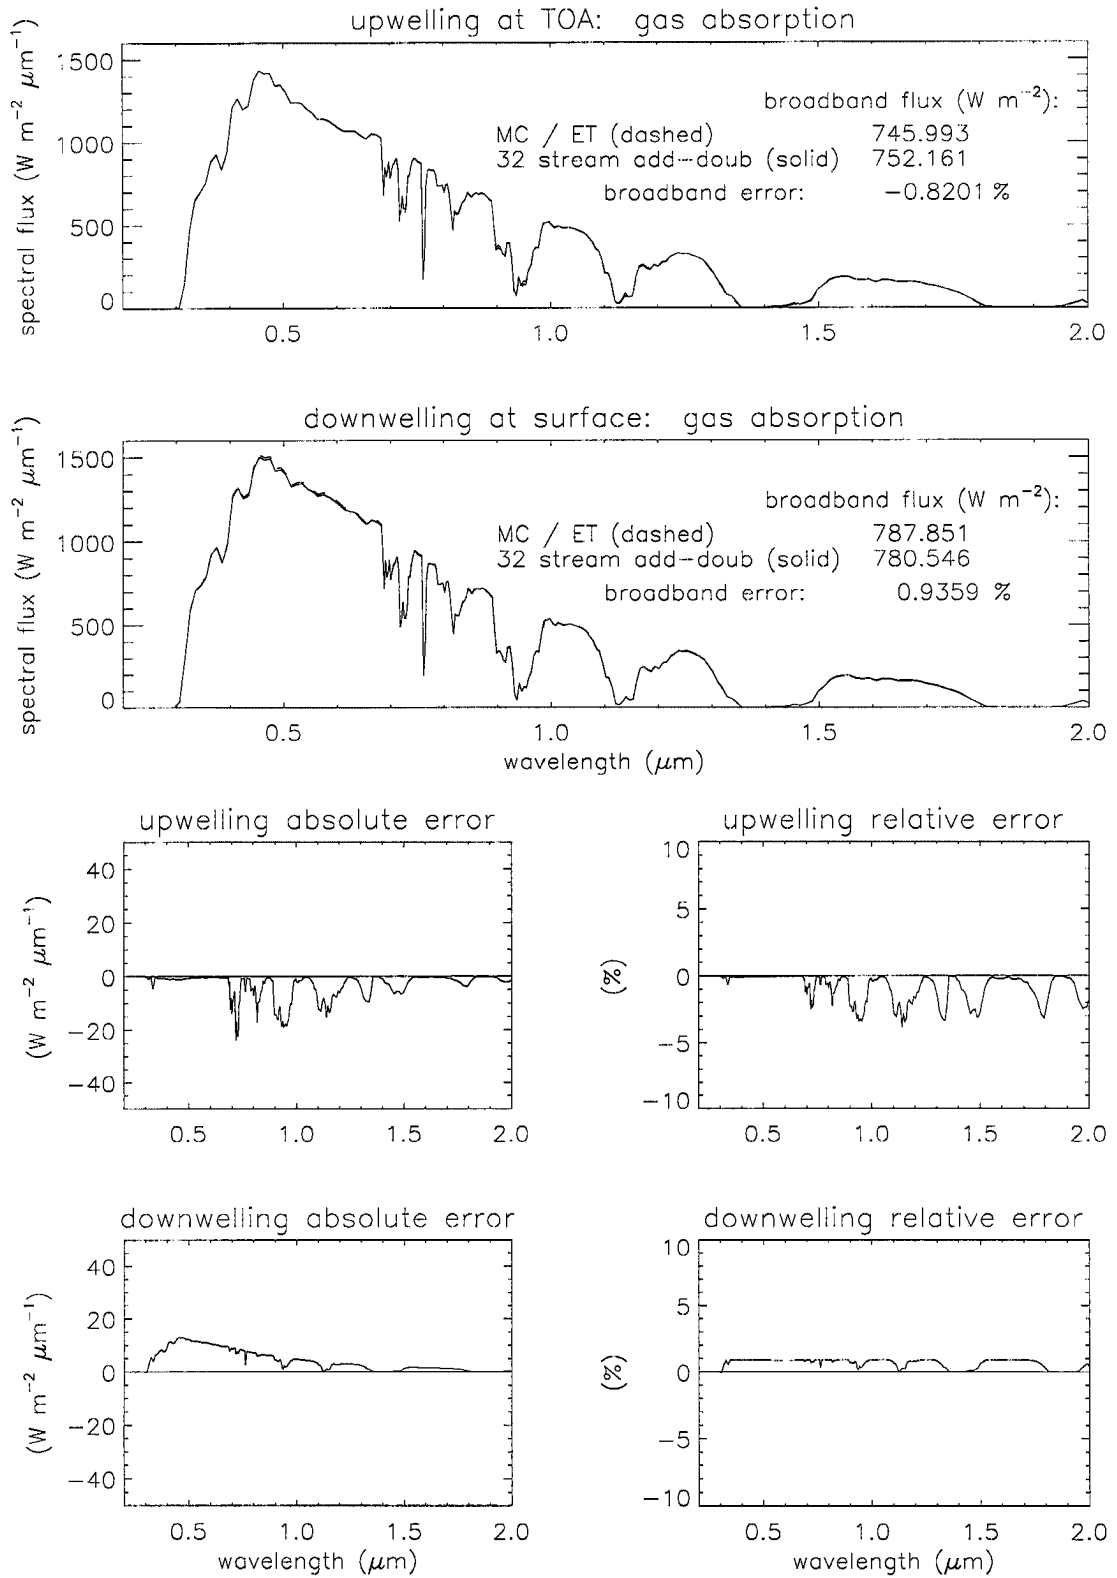 upwelling at TOA: gas absorption
1500
1000
500
0
spectral flux (W m⁻² μm⁻¹)
broadband flux (W m⁻²):
MC / ET (dashed) 745.993
32 stream add-doub (solid) 752.161
broadband error: -0.8201 %
0.5 1.0 1.5 2.0
downwelling at surface: gas absorption
1500
1000
500
0
spectral flux (W m⁻² μm⁻¹)
broadband flux (W m⁻²):
MC / ET (dashed) 787.851
32 stream add-doub (solid) 780.546
broadband error: 0.9359 %
0.5 1.0 1.5 2.0
wavelength (μm)
upwelling absolute error
40
20
0
-20
-40
(W m⁻² μm⁻¹)
0.5 1.0 1.5 2.0
upwelling relative error
10
5
0
-5
-10
(%)
0.5 1.0 1.5 2.0
downwelling absolute error
40
20
0
-20
-40
(W m⁻² μm⁻¹)
0.5 1.0 1.5 2.0
wavelength (μm)
downwelling relative error
10
5
0
-5
-10
(%)
0.5 1.0 1.5 2.0
wavelength (μm)